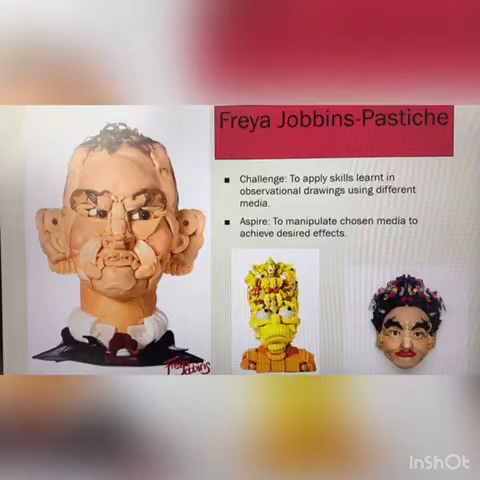 Freya Jobbins-Pastiche
Challenge: To apply skills learnt in
observational drawings using different
media.
Aspire: To manipulate chosen media to
achieve desired effects.
Freya
Jobbins
InShOt